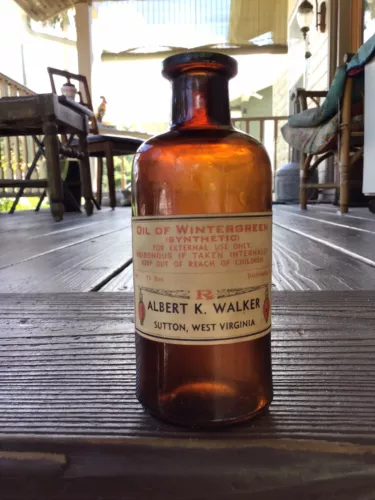 OIL OF WINTERGREEN
(SYNTHETIC)
FOR EXTERNAL USE ONLY.
POISONOUS IF TAKEN INTERNALLY
KEEP OUT OF REACH OF CHILDREN
Rx
ALBERT K. WALKER
SUTTON, WEST VIRGINIA